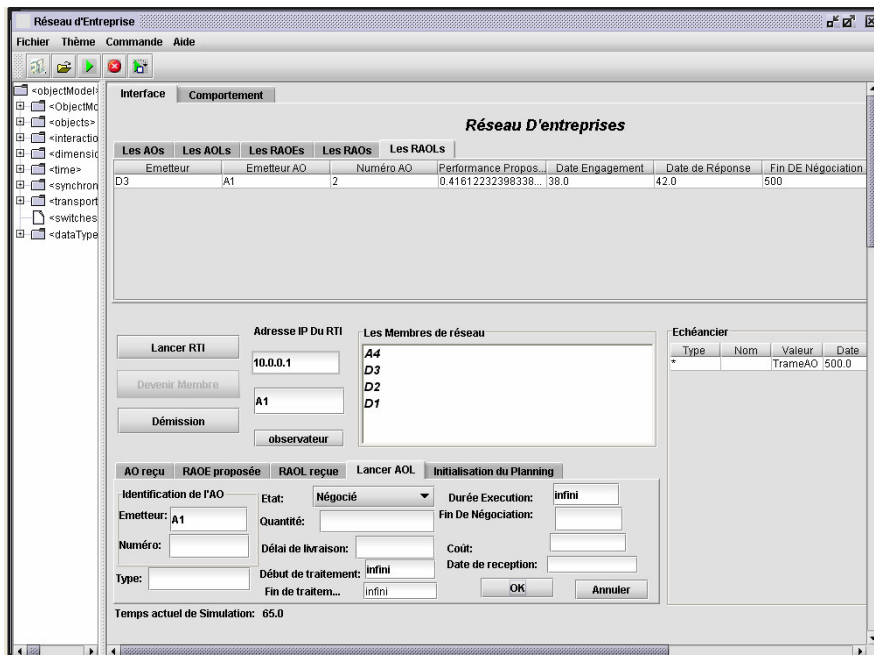 Réseau d'Entreprise
Fichier Thème Commande Aide
<objectModel>
<ObjectMo
<objects>
<interactio
<dimensio
<time>
<synchron
<transport
<switches
<dataType
Interface Comportement
Réseau D'entreprises
Les AOs Les AOLs Les RAOEs Les RAOs Les RAOLs
Emetteur Emetteur AO Numéro AO Performance Propos... Date Engagement Date de Réponse Fin DE Négociation
D3 A1 2 0.41612232398338... 38.0 42.0 500
Lancer RTI
Devenir Membre
Démission
Adresse IP Du RTI
10.0.0.1
A1
observateur
Les Membres de réseau
A4
D3
D2
D1
Echéancier
Type Nom Valeur Date
* TrameAO 500.0
AO reçu RAOE proposée RAOL reçue Lancer AOL Initialisation du Planning
Identification de l'AO
Emetteur: A1
Numéro:
Type:
Etat: Négocié
Quantité:
Délai de livraison:
Début de traitement: infini
Fin de traitem... infini
Durée Execution: infini
Fin De Négociation:
Coût:
Date de reception:
OK Annuler
Temps actuel de Simulation: 65.0